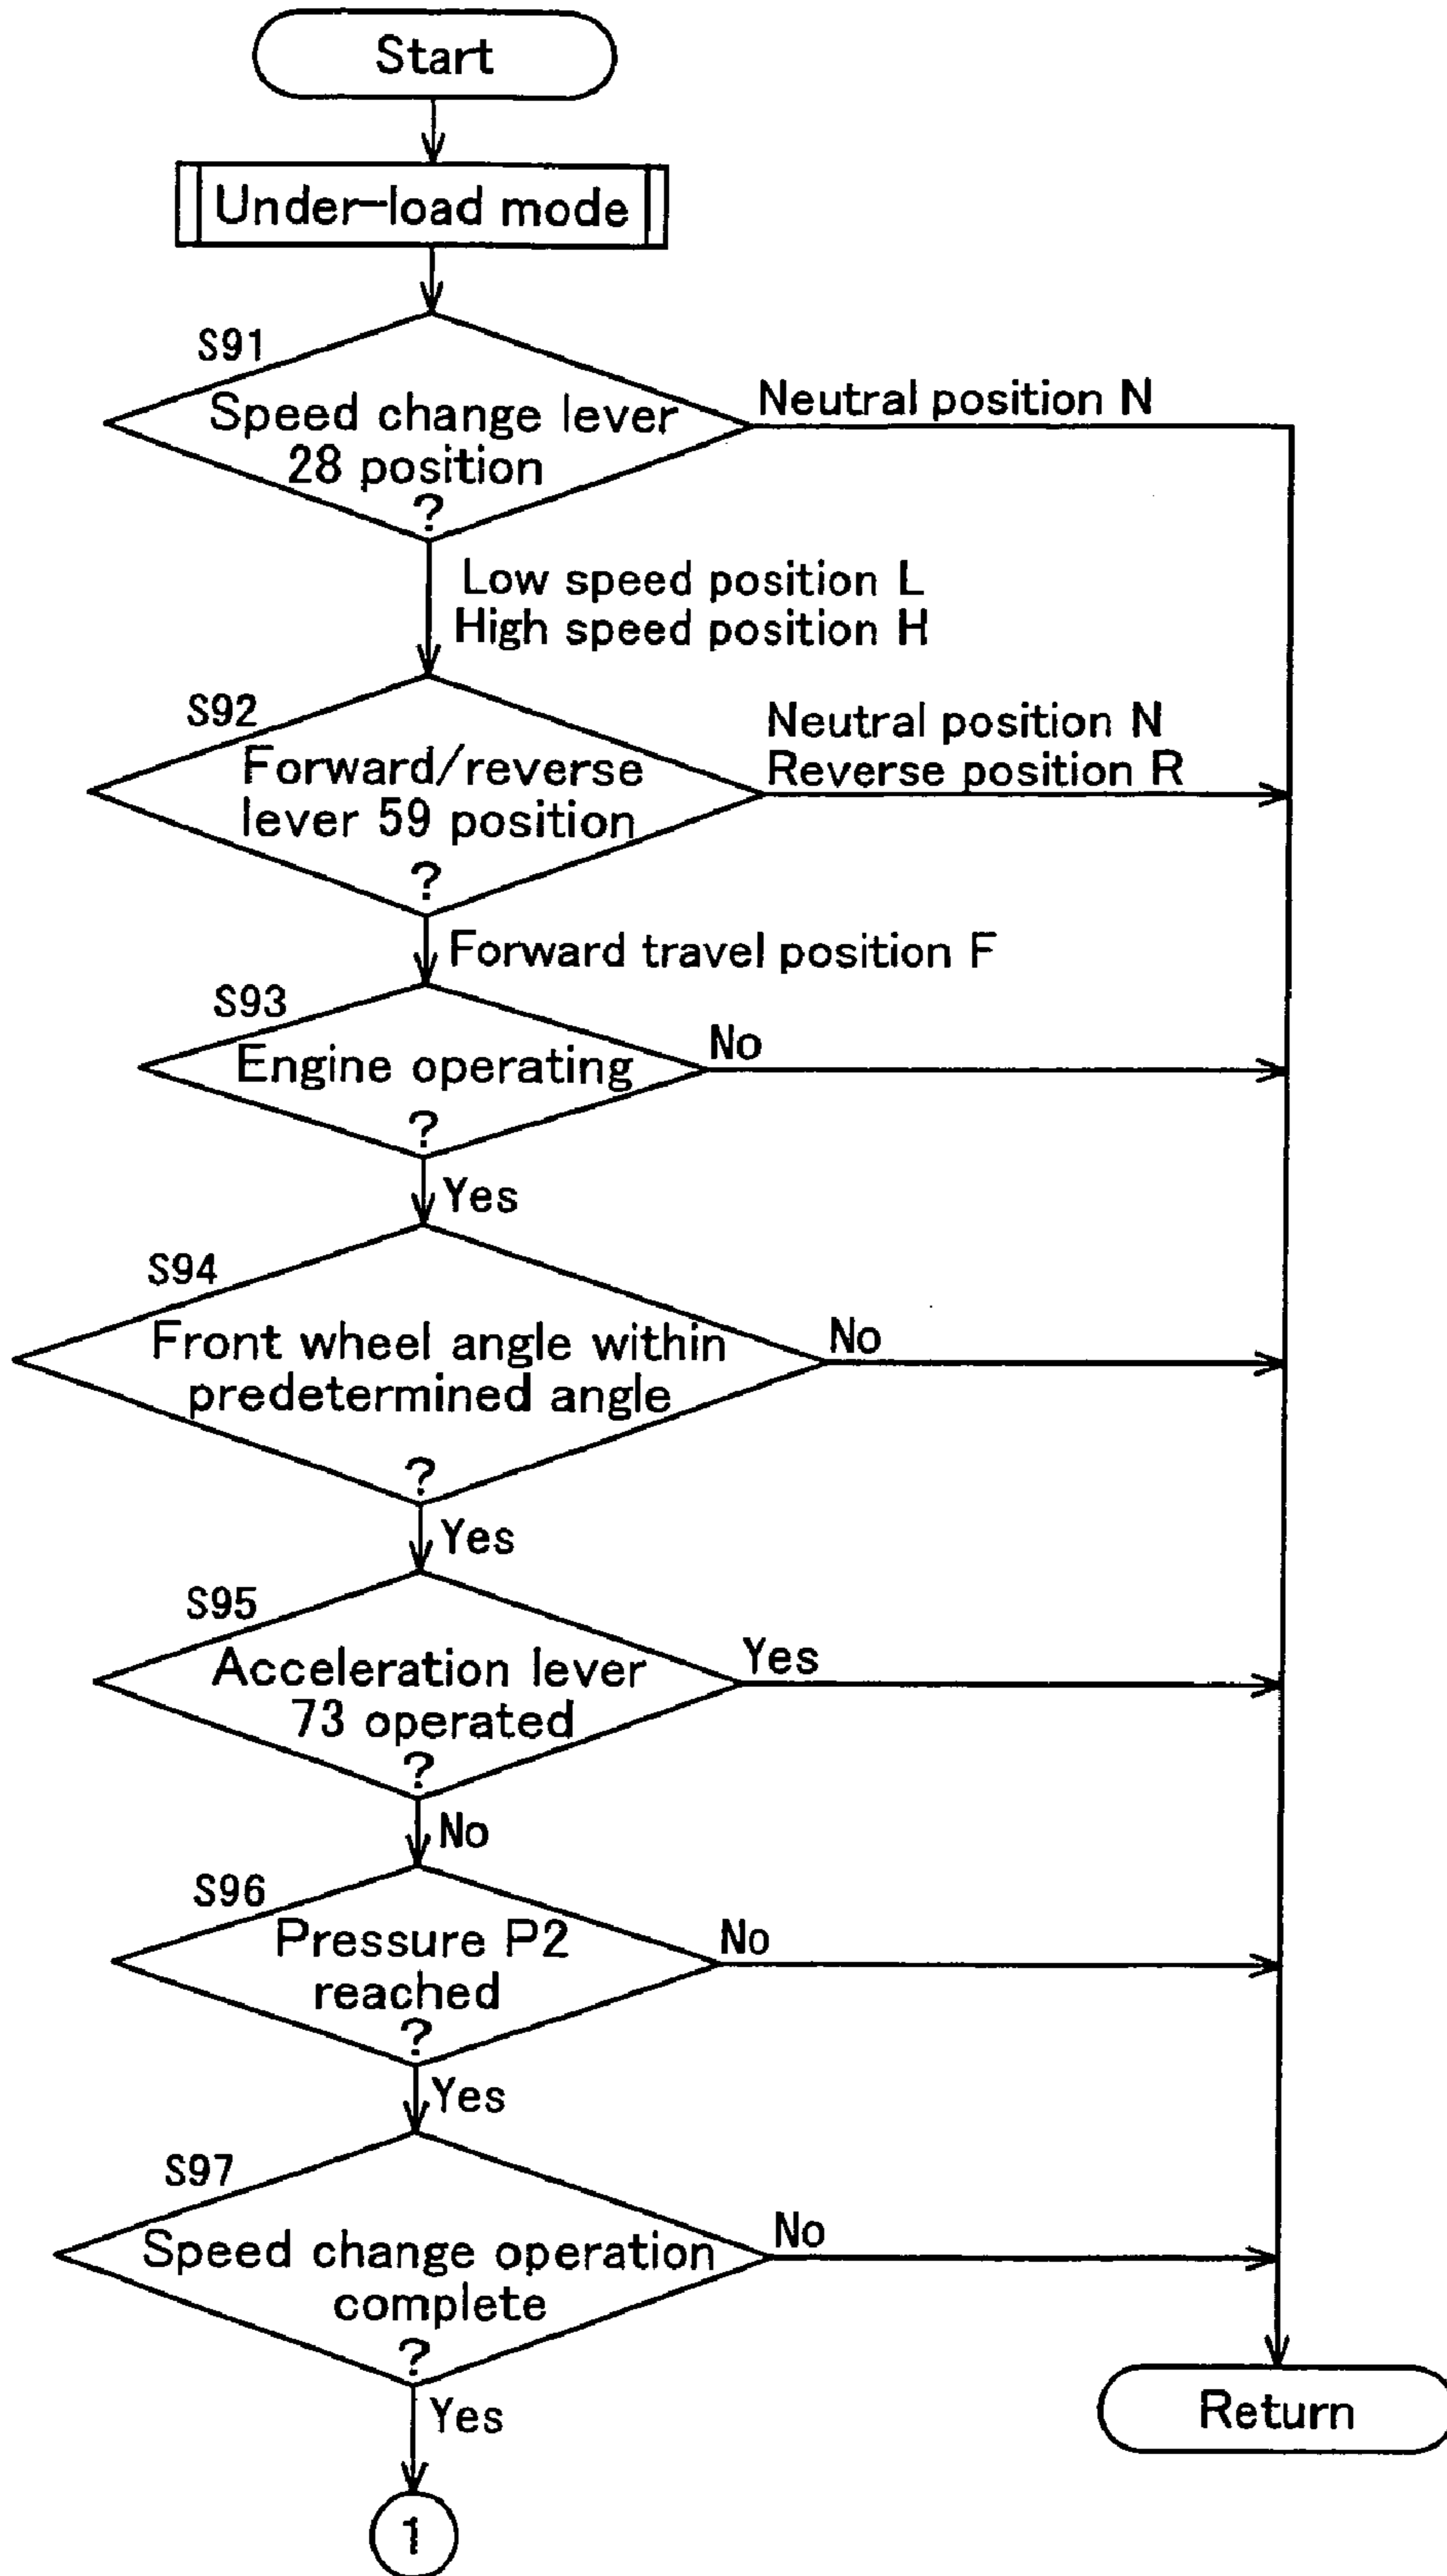 Start
Under-load mode
S91
Speed change lever
28 position
?
Neutral position N
Low speed position L
High speed position H
S92
Forward/reverse
lever 59 position
?
Neutral position N
Reverse position R
Forward travel position F
S93
Engine operating
?
No
Yes
S94
Front wheel angle within
predetermined angle
?
No
Yes
S95
Acceleration lever
73 operated
?
Yes
No
S96
Pressure P2
reached
?
No
Yes
S97
Speed change operation
complete
?
No
Yes
Return
1